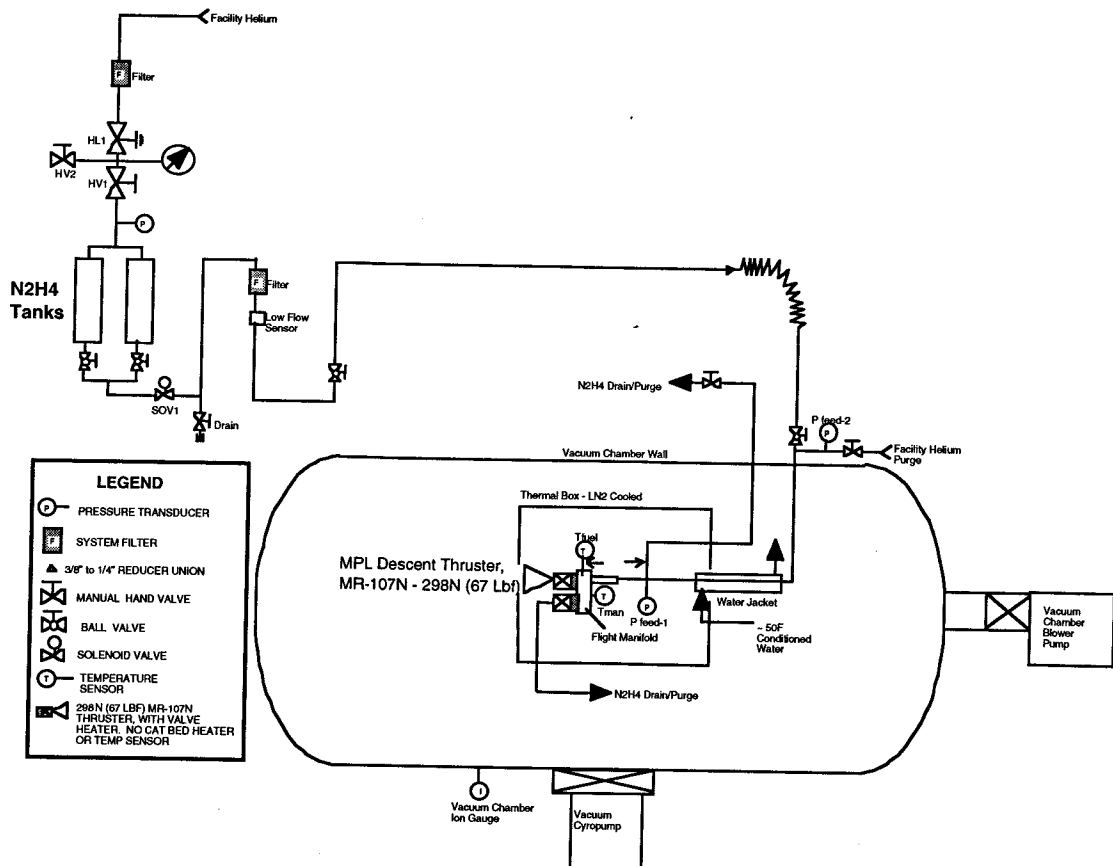 Facility Helium
F
Filter
HL1
HV2
HV1
P
N2H4
Tanks
F
Filter
Low Flow
Sensor
SOV1
Drain
N2H4 Drain/Purge
P feed-2
P
Facility Helium
Purge
Vacuum Chamber Wall
Thermal Box - LN2 Cooled
Tfuel
T
MPL Descent Thruster,
MR-107N - 298N (67 Lbf)
T
Tman
P
P feed-1
Flight Manifold
Water Jacket
~ 50F
Conditioned
Water
N2H4 Drain/Purge
Vacuum
Chamber
Blower
Pump
I
Vacuum Chamber
Ion Gauge
Vacuum
Cyropump
LEGEND
P
PRESSURE TRANSDUCER
F
SYSTEM FILTER
3/8" to 1/4" REDUCER UNION
MANUAL HAND VALVE
BALL VALVE
SOLENOID VALVE
T
TEMPERATURE
SENSOR
298N (67 LBF) MR-107N
THRUSTER, WITH VALVE
HEATER. NO CAT BED HEATER
OR TEMP SENSOR